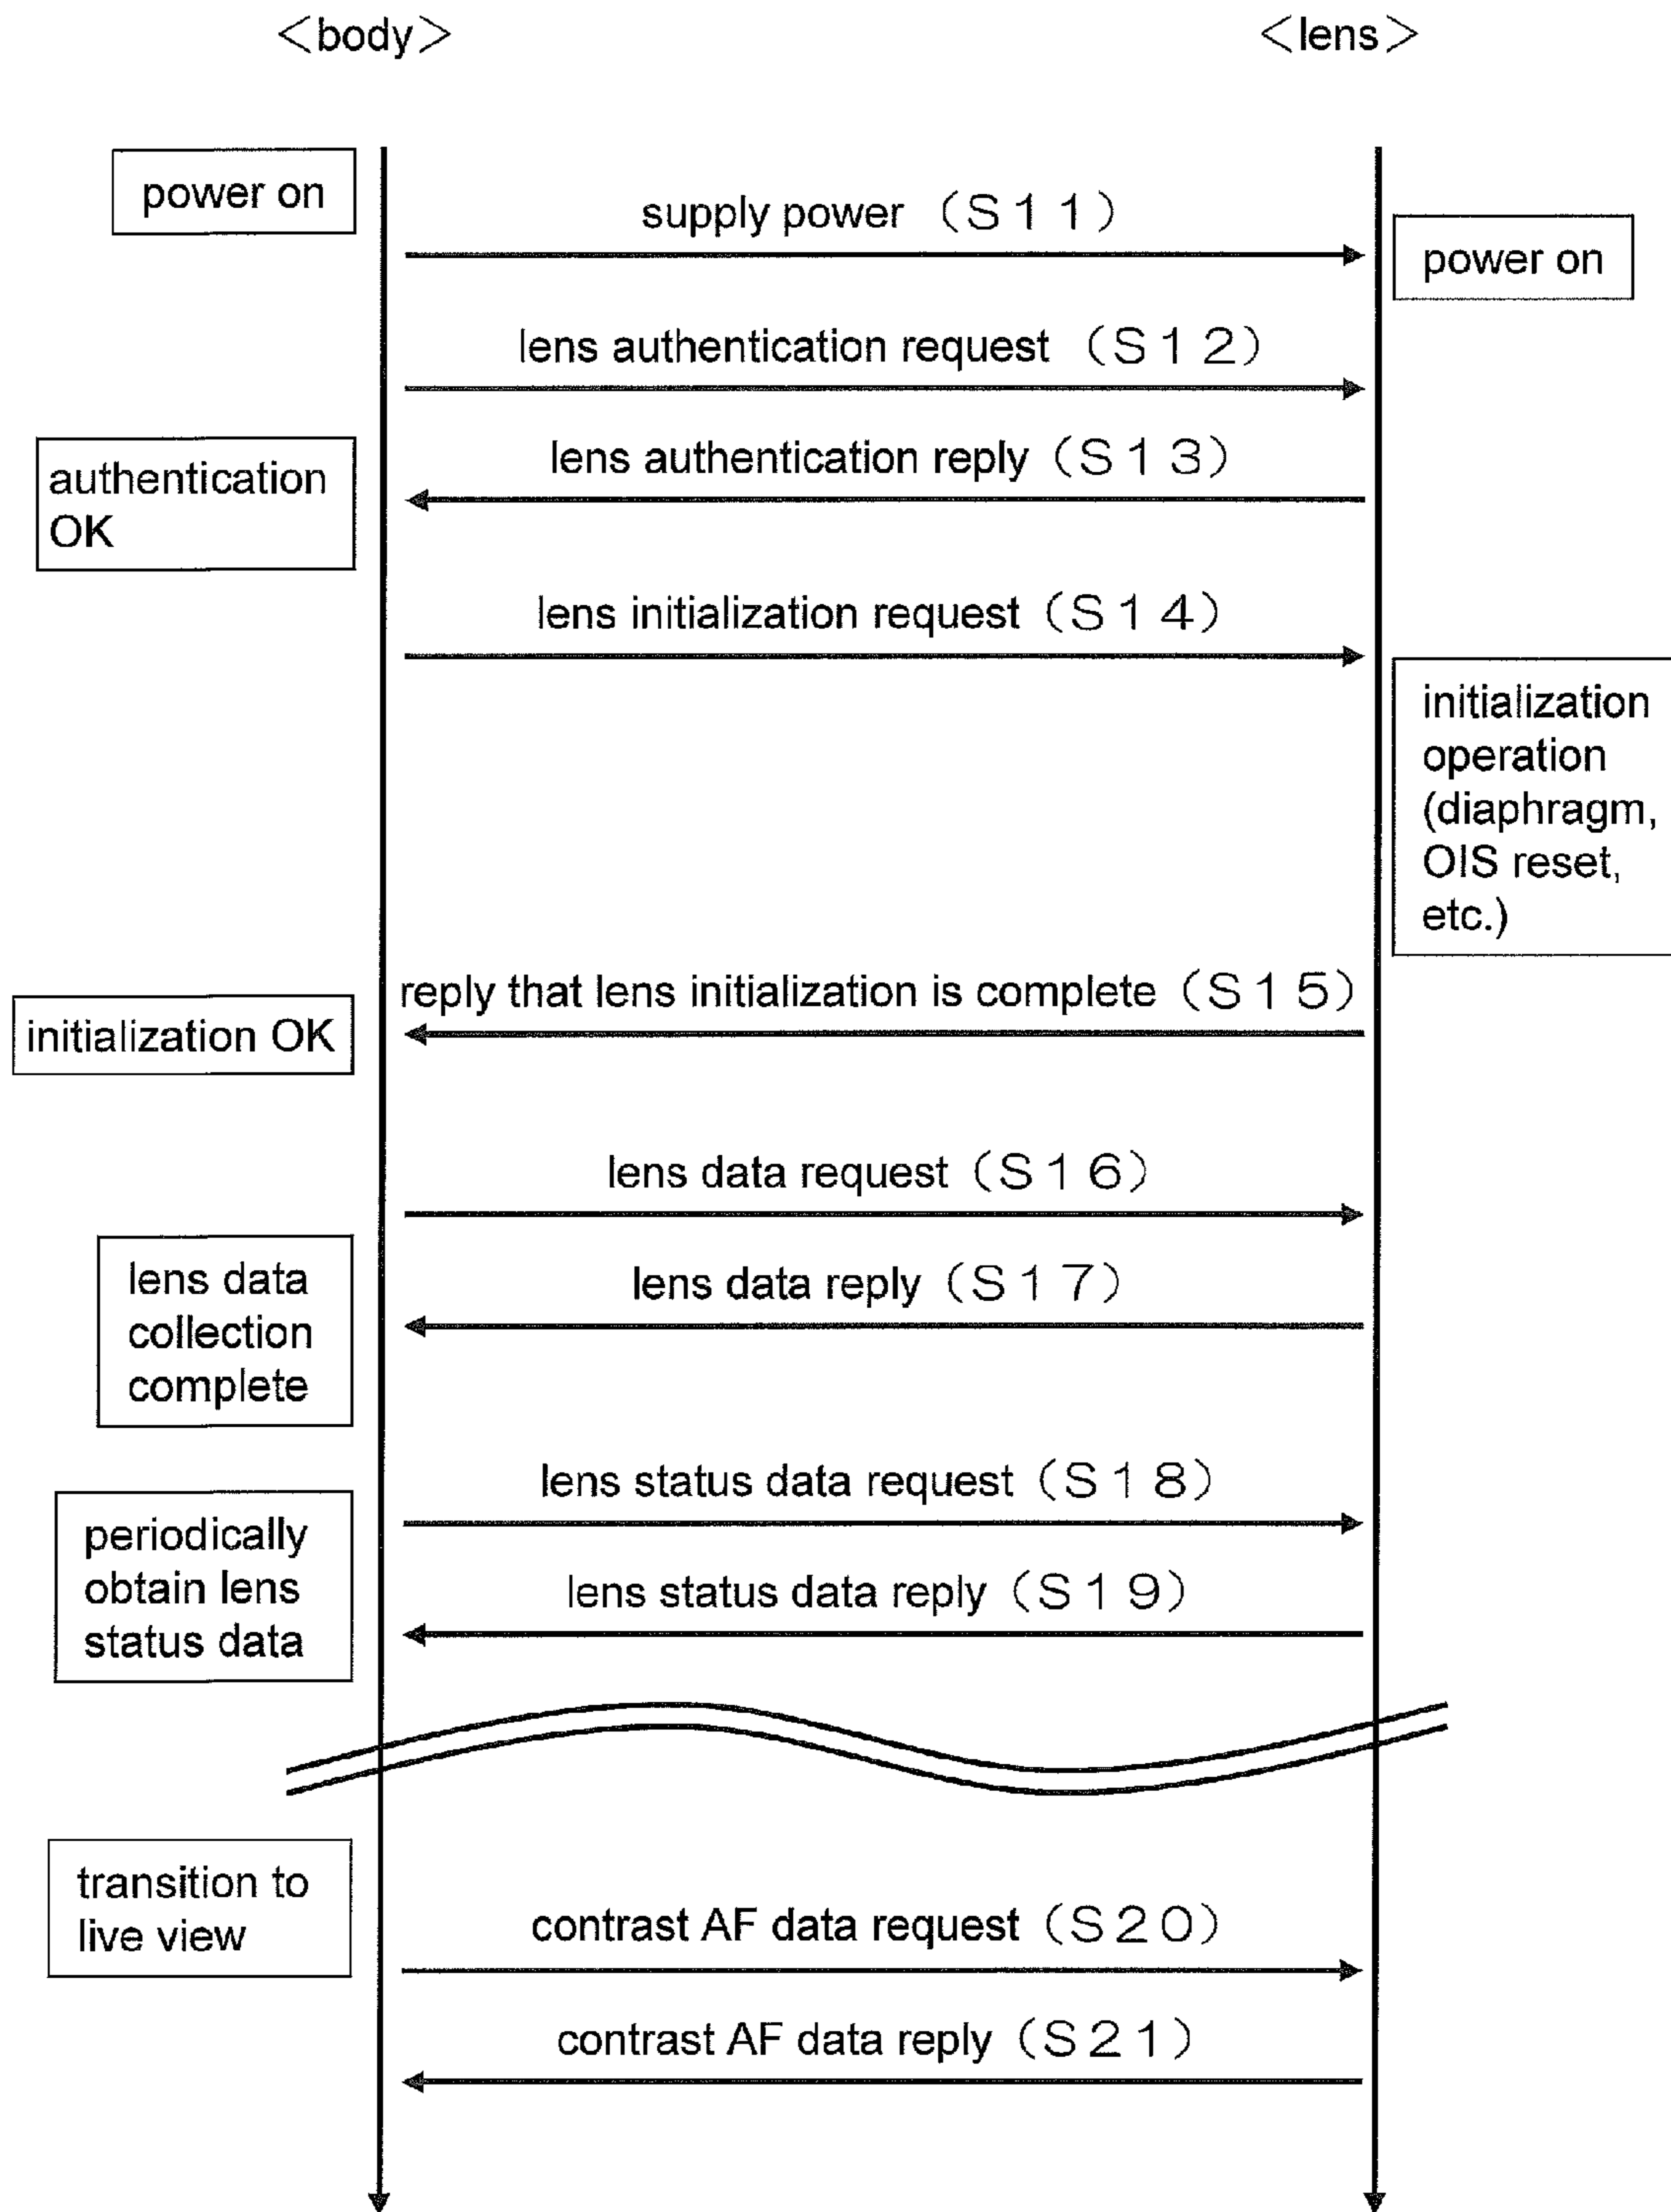 <body>
<lens>
power on
supply power (S11)
power on
lens authentication request (S12)
lens authentication reply (S13)
authentication
OK
lens initialization request (S14)
initialization
operation
(diaphragm,
OIS reset,
etc.)
reply that lens initialization is complete (S15)
initialization OK
lens data request (S16)
lens data reply (S17)
lens data
collection
complete
lens status data request (S18)
periodically
obtain lens
status data
lens status data reply (S19)
transition to
live view
contrast AF data request (S20)
contrast AF data reply (S21)